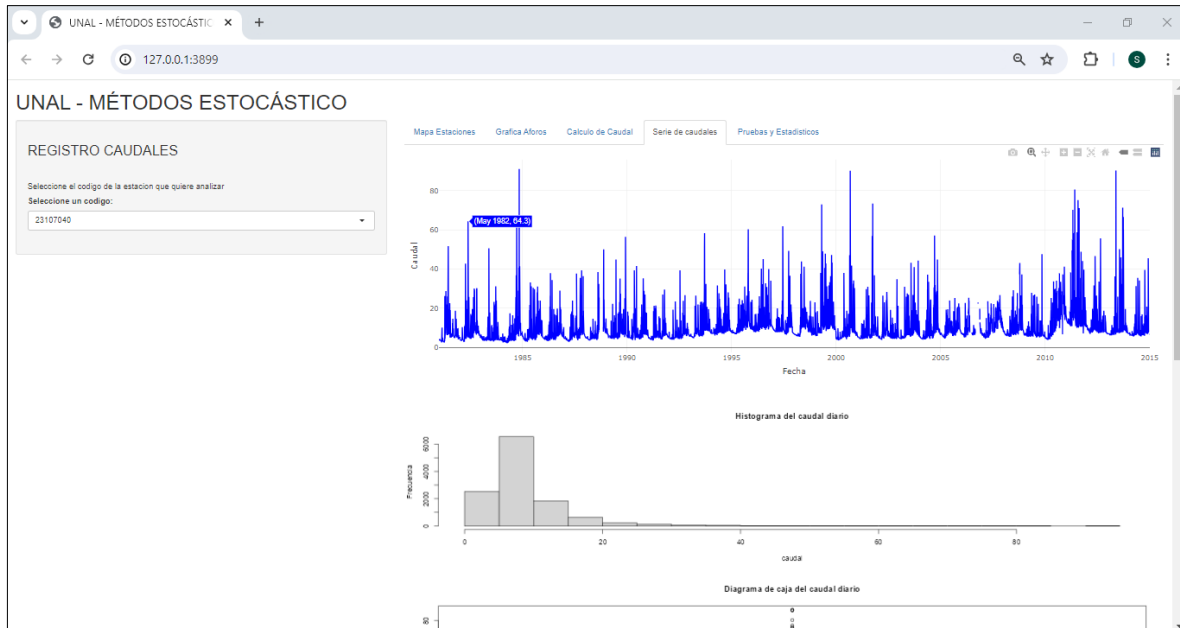 UNAL - MÉTODOS ESTOCÁSTIC
127.0.0.1:3899
S
UNAL - MÉTODOS ESTOCÁSTICO
REGISTRO CAUDALES
Seleccione el codigo de la estacion que quiere analizar
Seleccione un codigo:
23107040
Mapa Estaciones Grafica Aforos Calculo de Caudal Serie de caudales Pruebas y Estadisticos
(May 1982, 64.3)
Caudal
80
60
40
20
0
1985 1990 1995 2000 2005 2010 2015
Fecha
Histograma del caudal diario
Frecuencia
6000
4000
2000
0
0 20 40 60 80
caudal
Diagrama de caja del caudal diario
80